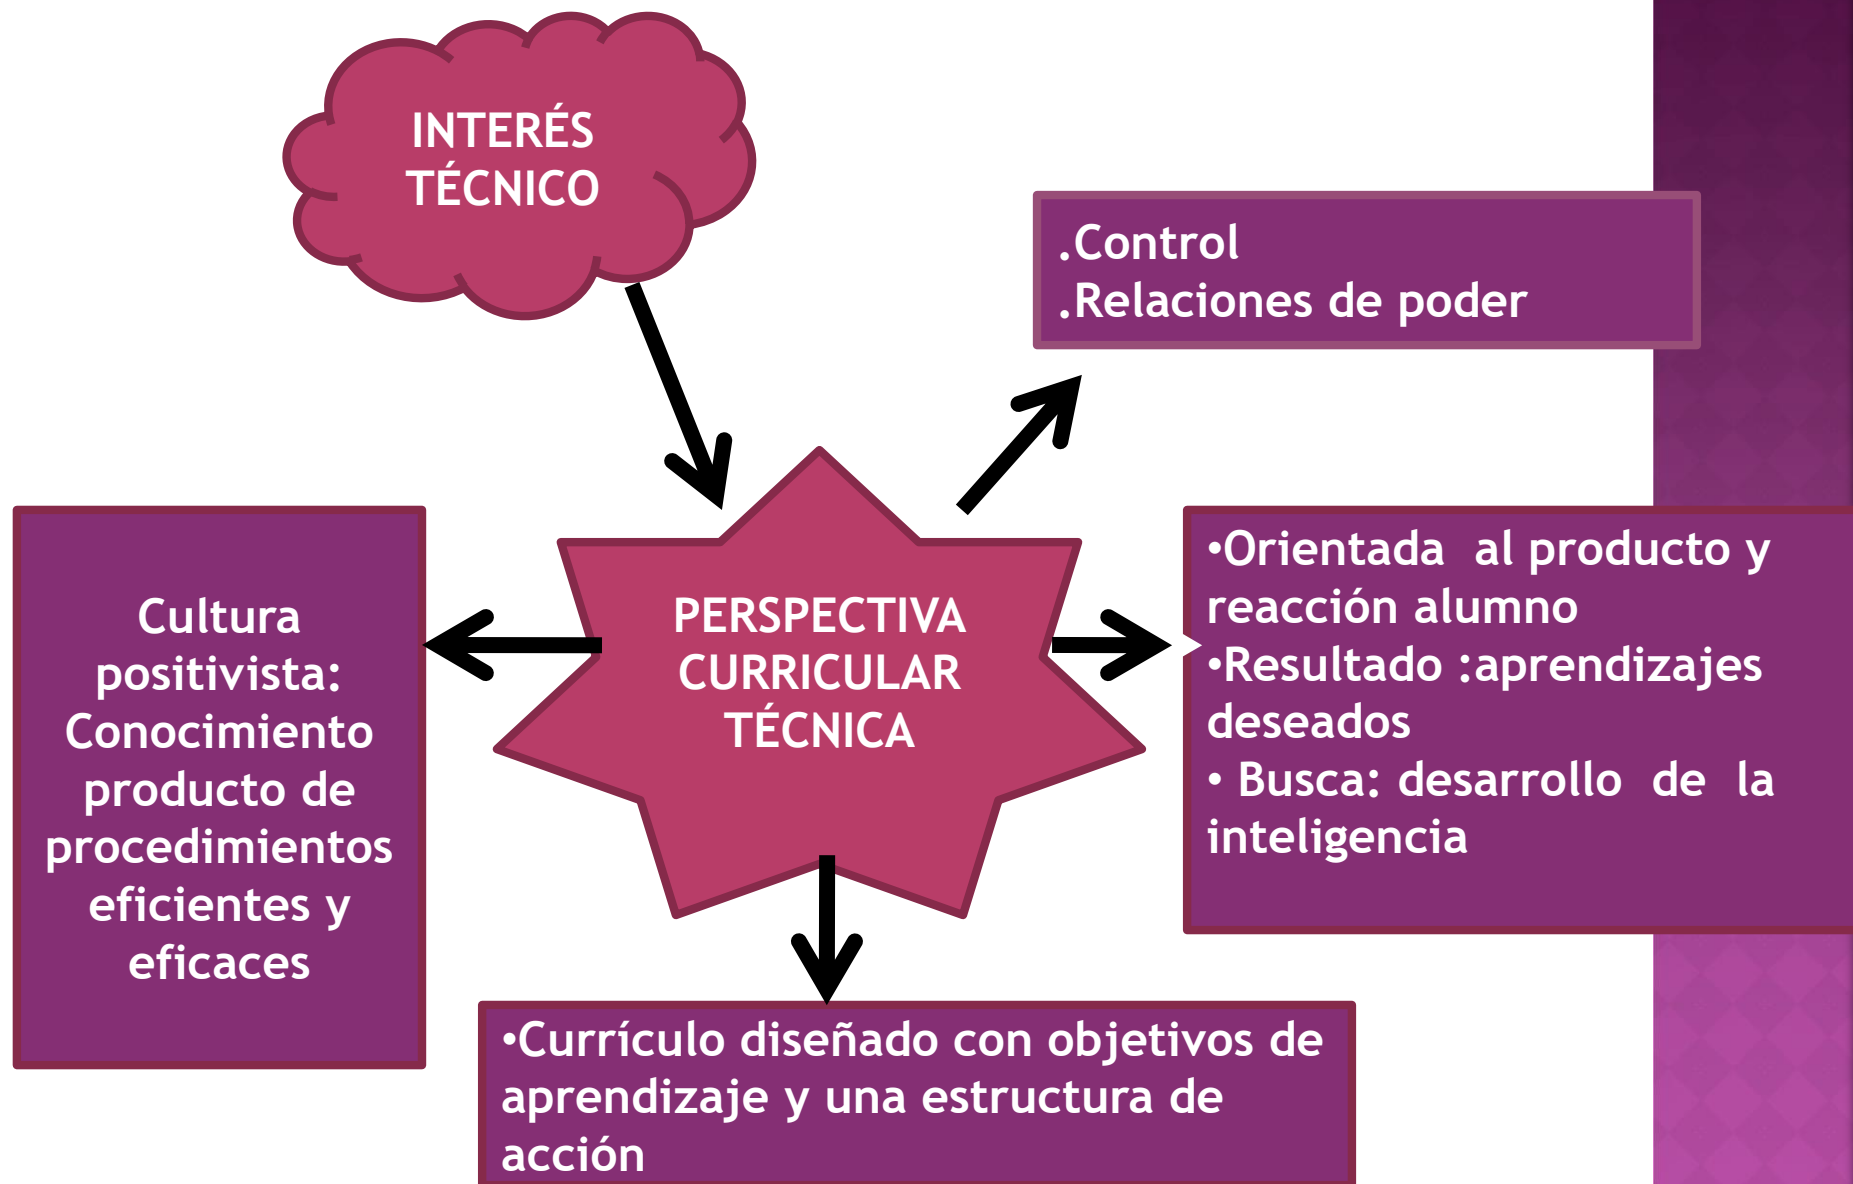 INTERÉS
TÉCNICO
.Control
.Relaciones de poder
Cultura
positivista:
Conocimiento
producto de
procedimientos
eficientes y
eficaces
PERSPECTIVA
CURRICULAR
TÉCNICA
•Orientada  al producto y
reacción alumno
•Resultado :aprendizajes
deseados
• Busca: desarrollo  de  la
inteligencia
•Currículo diseñado con objetivos de
aprendizaje y una estructura de
acción